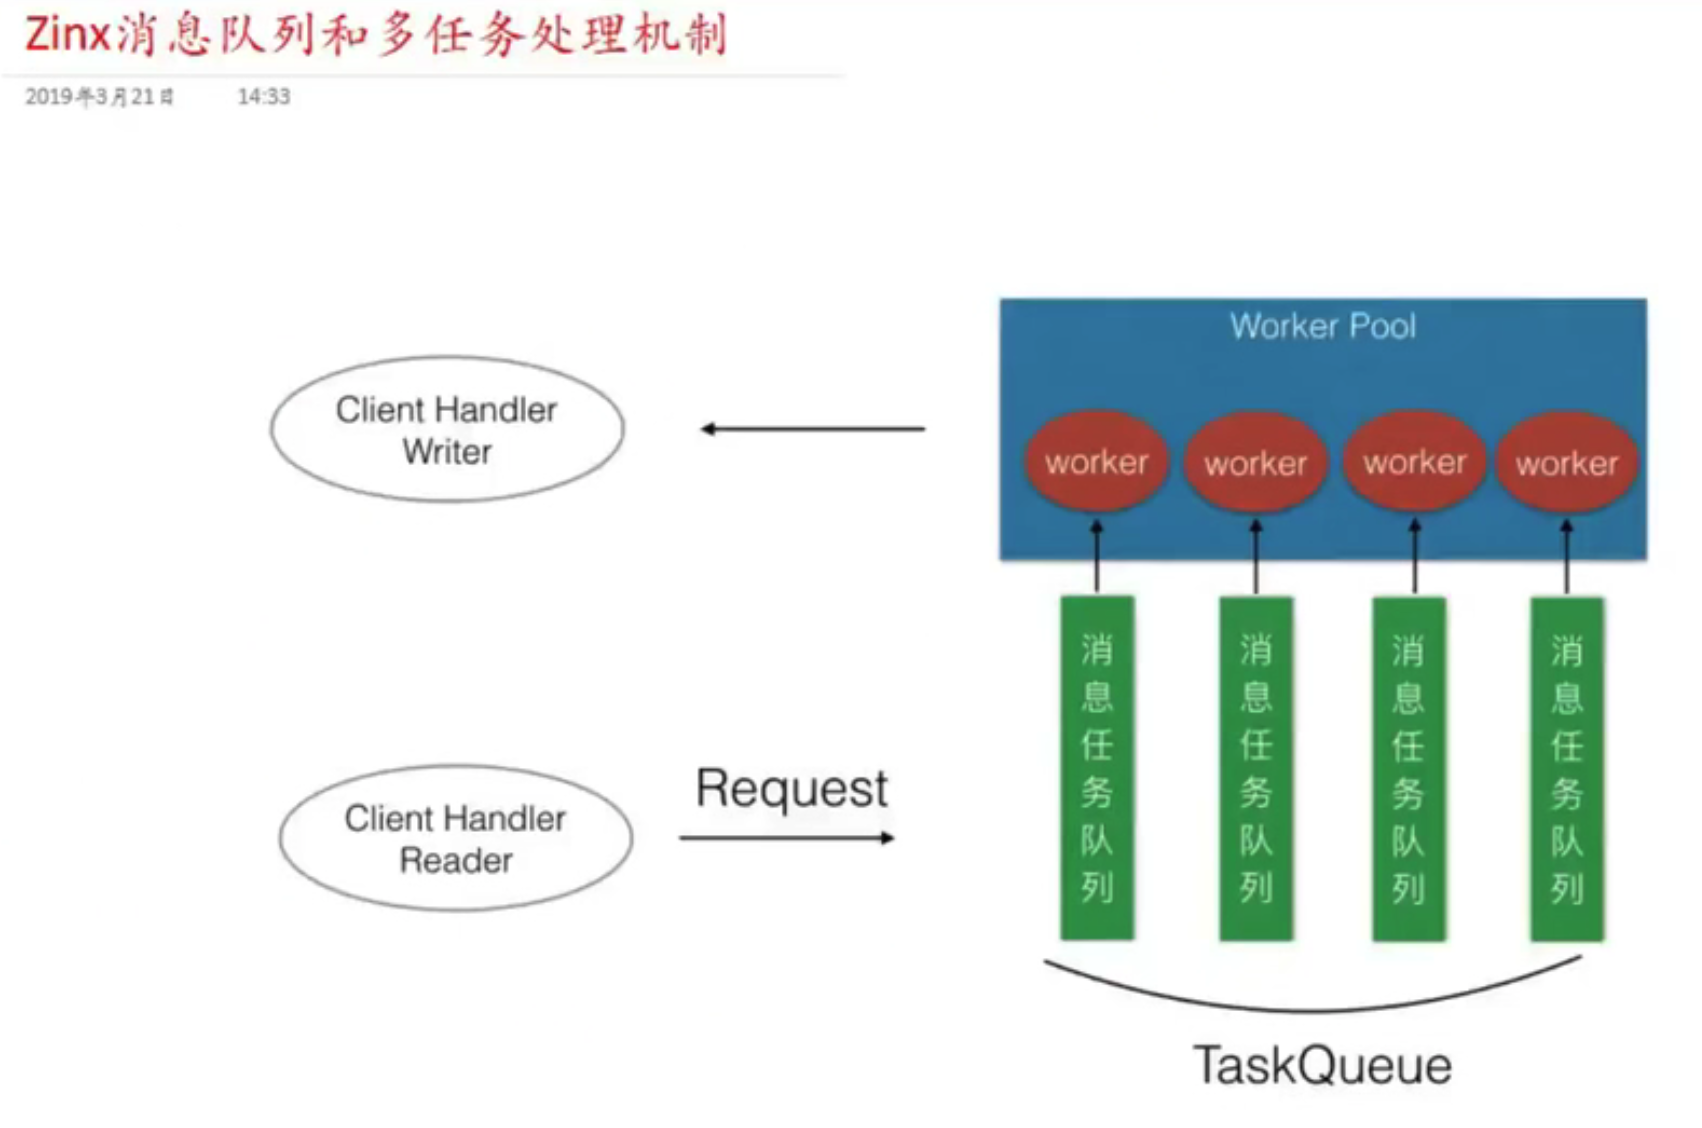 Zinx消息队列和多任务处理机制
2019年3月21日 14:33
Worker Pool
Client Handler
Writer
worker worker worker worker
Client Handler
Reader
Request
消息任务队列
消息任务队列
消息任务队列
消息任务队列
TaskQueue